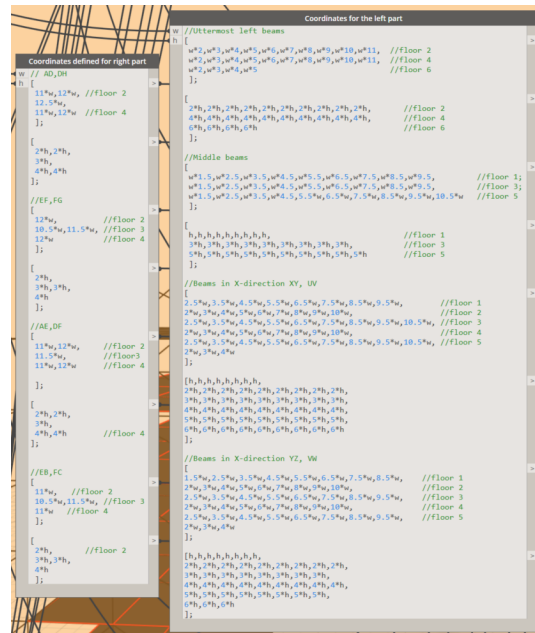 Coordinates defined for right part
w
h
// AD,DH
[
11*w,12*w, //floor 2
12.5*w,
11*w,12*w //floor 4
];
[
2*h,2*h,
3*h,
4*h,4*h
];
//EF,FG
[
12*w, //floor 2
10.5*w,11.5*w, //floor 3
12*w //floor 4
];
[
2*h,
3*h,3*h,
4*h
];
//AE,DF
[
11*w,12*w, //floor 2
11.5*w, //floor3
11*w,12*w //floor 4
];
[
2*h,2*h,
3*h,
4*h,4*h //floor 4
];
//EB,FC
[
11*w, //floor 2
10.5*w,11.5*w, //floor 3
11*w //floor 4
];
[
2*h, //floor 2
3*h,3*h,
4*h
];
Coordinates for the left part
w
h
//Uttermost left beams
[
w*2,w*3,w*4,w*5,w*6,w*7,w*8,w*9,w*10,w*11, //floor 2
w*2,w*3,w*4,w*5,w*6,w*7,w*8,w*9,w*10,w*11, //floor 4
w*2,w*3,w*4,w*5 //floor 6
];
[
2*h,2*h,2*h,2*h,2*h,2*h,2*h,2*h,2*h,2*h, //floor 2
4*h,4*h,4*h,4*h,4*h,4*h,4*h,4*h,4*h,4*h, //floor 4
6*h,6*h,6*h,6*h //floor 6
];
//Middle beams
[
w*1.5,w*2.5,w*3.5,w*4.5,w*5.5,w*6.5,w*7.5,w*8.5,w*9.5, //floor 1;
w*1.5,w*2.5,w*3.5,w*4.5,w*5.5,w*6.5,w*7.5,w*8.5,w*9.5, //floor 3;
w*1.5,w*2.5,w*3.5,w*4.5,5.5*w,6.5*w,7.5*w,8.5*w,9.5*w,10.5*w //floor 5
];
[
h,h,h,h,h,h,h,h,h, //floor 1
3*h,3*h,3*h,3*h,3*h,3*h,3*h,3*h,3*h, //floor 3
5*h,5*h,5*h,5*h,5*h,5*h,5*h,5*h,5*h,5*h //floor 5
];
//Beams in X-direction XY, UV
[
2.5*w,3.5*w,4.5*w,5.5*w,6.5*w,7.5*w,8.5*w,9.5*w, //floor 1
2*w,3*w,4*w,5*w,6*w,7*w,8*w,9*w,10*w, //floor 2
2.5*w,3.5*w,4.5*w,5.5*w,6.5*w,7.5*w,8.5*w,9.5*w,10.5*w, //floor 3
2*w,3*w,4*w,5*w,6*w,7*w,8*w,9*w,10*w, //floor 4
2.5*w,3.5*w,4.5*w,5.5*w,6.5*w,7.5*w,8.5*w,9.5*w,10.5*w, //floor 5
2*w,3*w,4*w
];
[h,h,h,h,h,h,h,h,
2*h,2*h,2*h,2*h,2*h,2*h,2*h,2*h,2*h,
3*h,3*h,3*h,3*h,3*h,3*h,3*h,3*h,3*h,
4*h,4*h,4*h,4*h,4*h,4*h,4*h,4*h,4*h,
5*h,5*h,5*h,5*h,5*h,5*h,5*h,5*h,5*h,
6*h,6*h,6*h,6*h,6*h,6*h,6*h,6*h,6*h
];
//Beams in X-direction YZ, VW
[
1.5*w,2.5*w,3.5*w,4.5*w,5.5*w,6.5*w,7.5*w,8.5*w, //floor 1
2*w,3*w,4*w,5*w,6*w,7*w,8*w,9*w,10*w, //floor 2
2.5*w,3.5*w,4.5*w,5.5*w,6.5*w,7.5*w,8.5*w,9.5*w, //floor 3
2*w,3*w,4*w,5*w,6*w,7*w,8*w,9*w,10*w, //floor 4
2.5*w,3.5*w,4.5*w,5.5*w,6.5*w,7.5*w,8.5*w,9.5*w, //floor 5
2*w,3*w,4*w
];
[h,h,h,h,h,h,h,h,
2*h,2*h,2*h,2*h,2*h,2*h,2*h,2*h,2*h,
3*h,3*h,3*h,3*h,3*h,3*h,3*h,3*h,
4*h,4*h,4*h,4*h,4*h,4*h,4*h,4*h,4*h,
5*h,5*h,5*h,5*h,5*h,5*h,5*h,5*h,
6*h,6*h,6*h
];